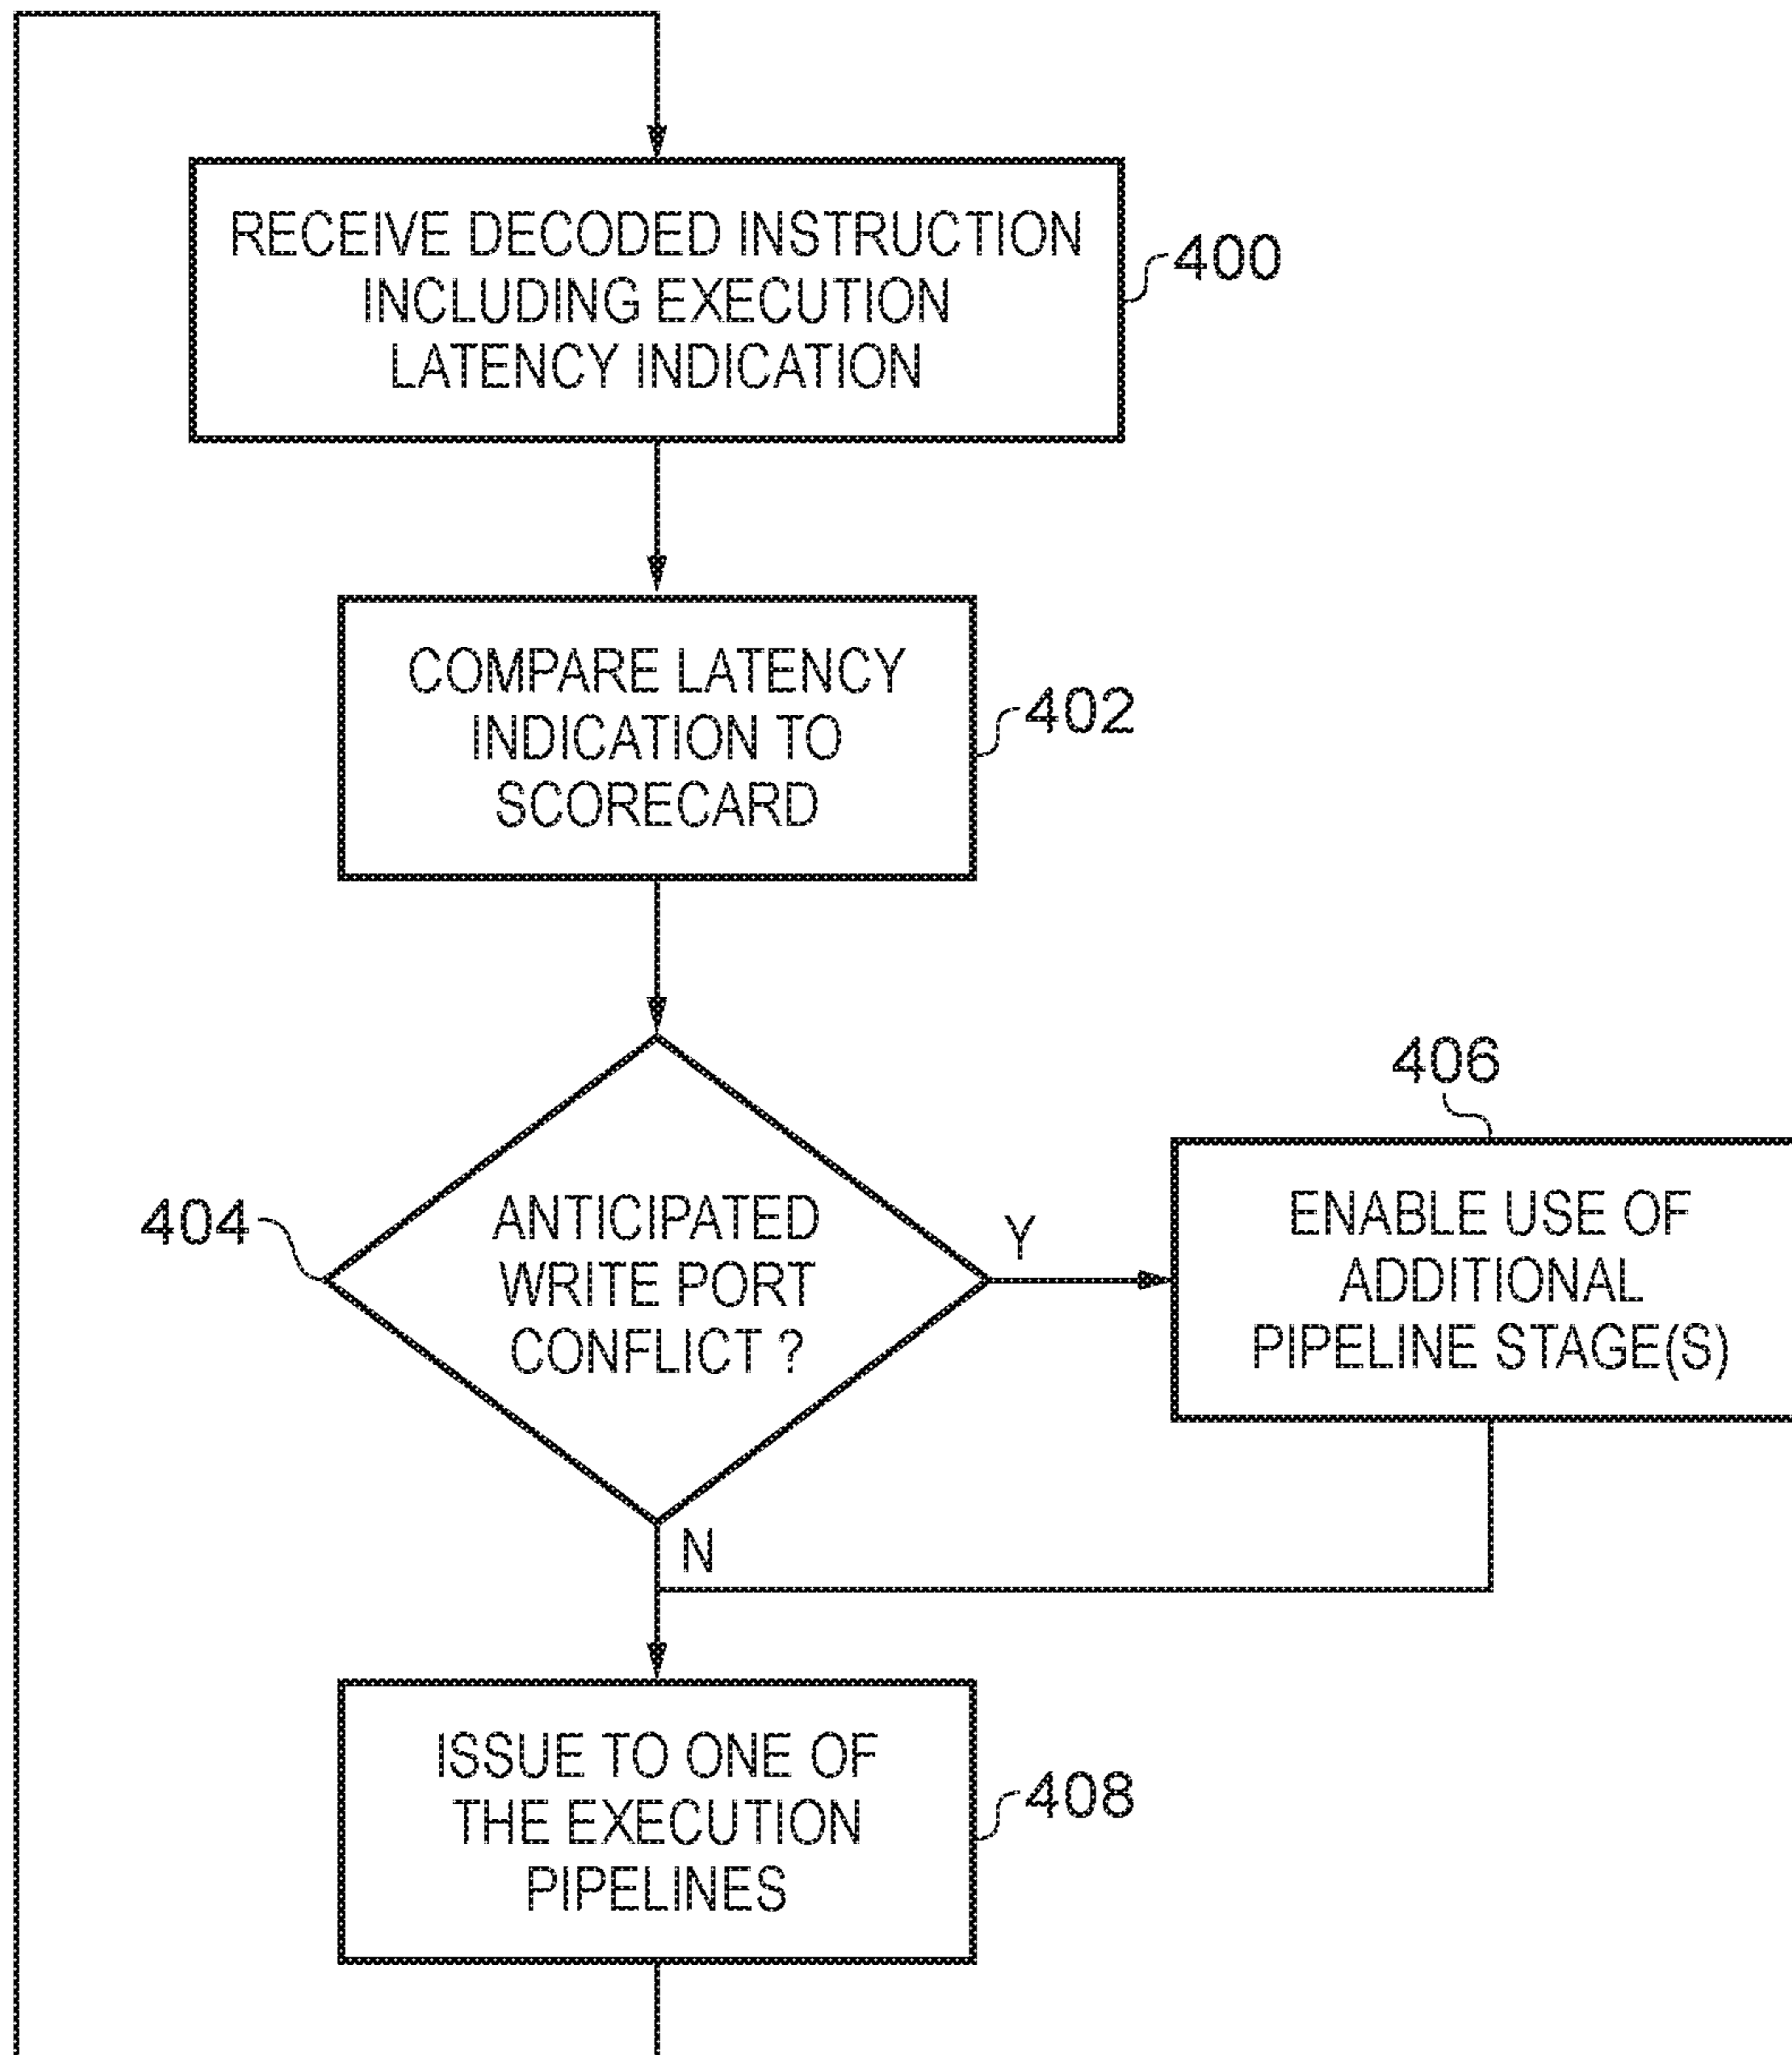 RECEIVE DECODED INSTRUCTION
INCLUDING EXECUTION
LATENCY INDICATION
400
COMPARE LATENCY
INDICATION TO
SCORECARD
402
404
ANTICIPATED
WRITE PORT
CONFLICT ?
Y
N
406
ENABLE USE OF
ADDITIONAL
PIPELINE STAGE(S)
ISSUE TO ONE OF
THE EXECUTION
PIPELINES
408